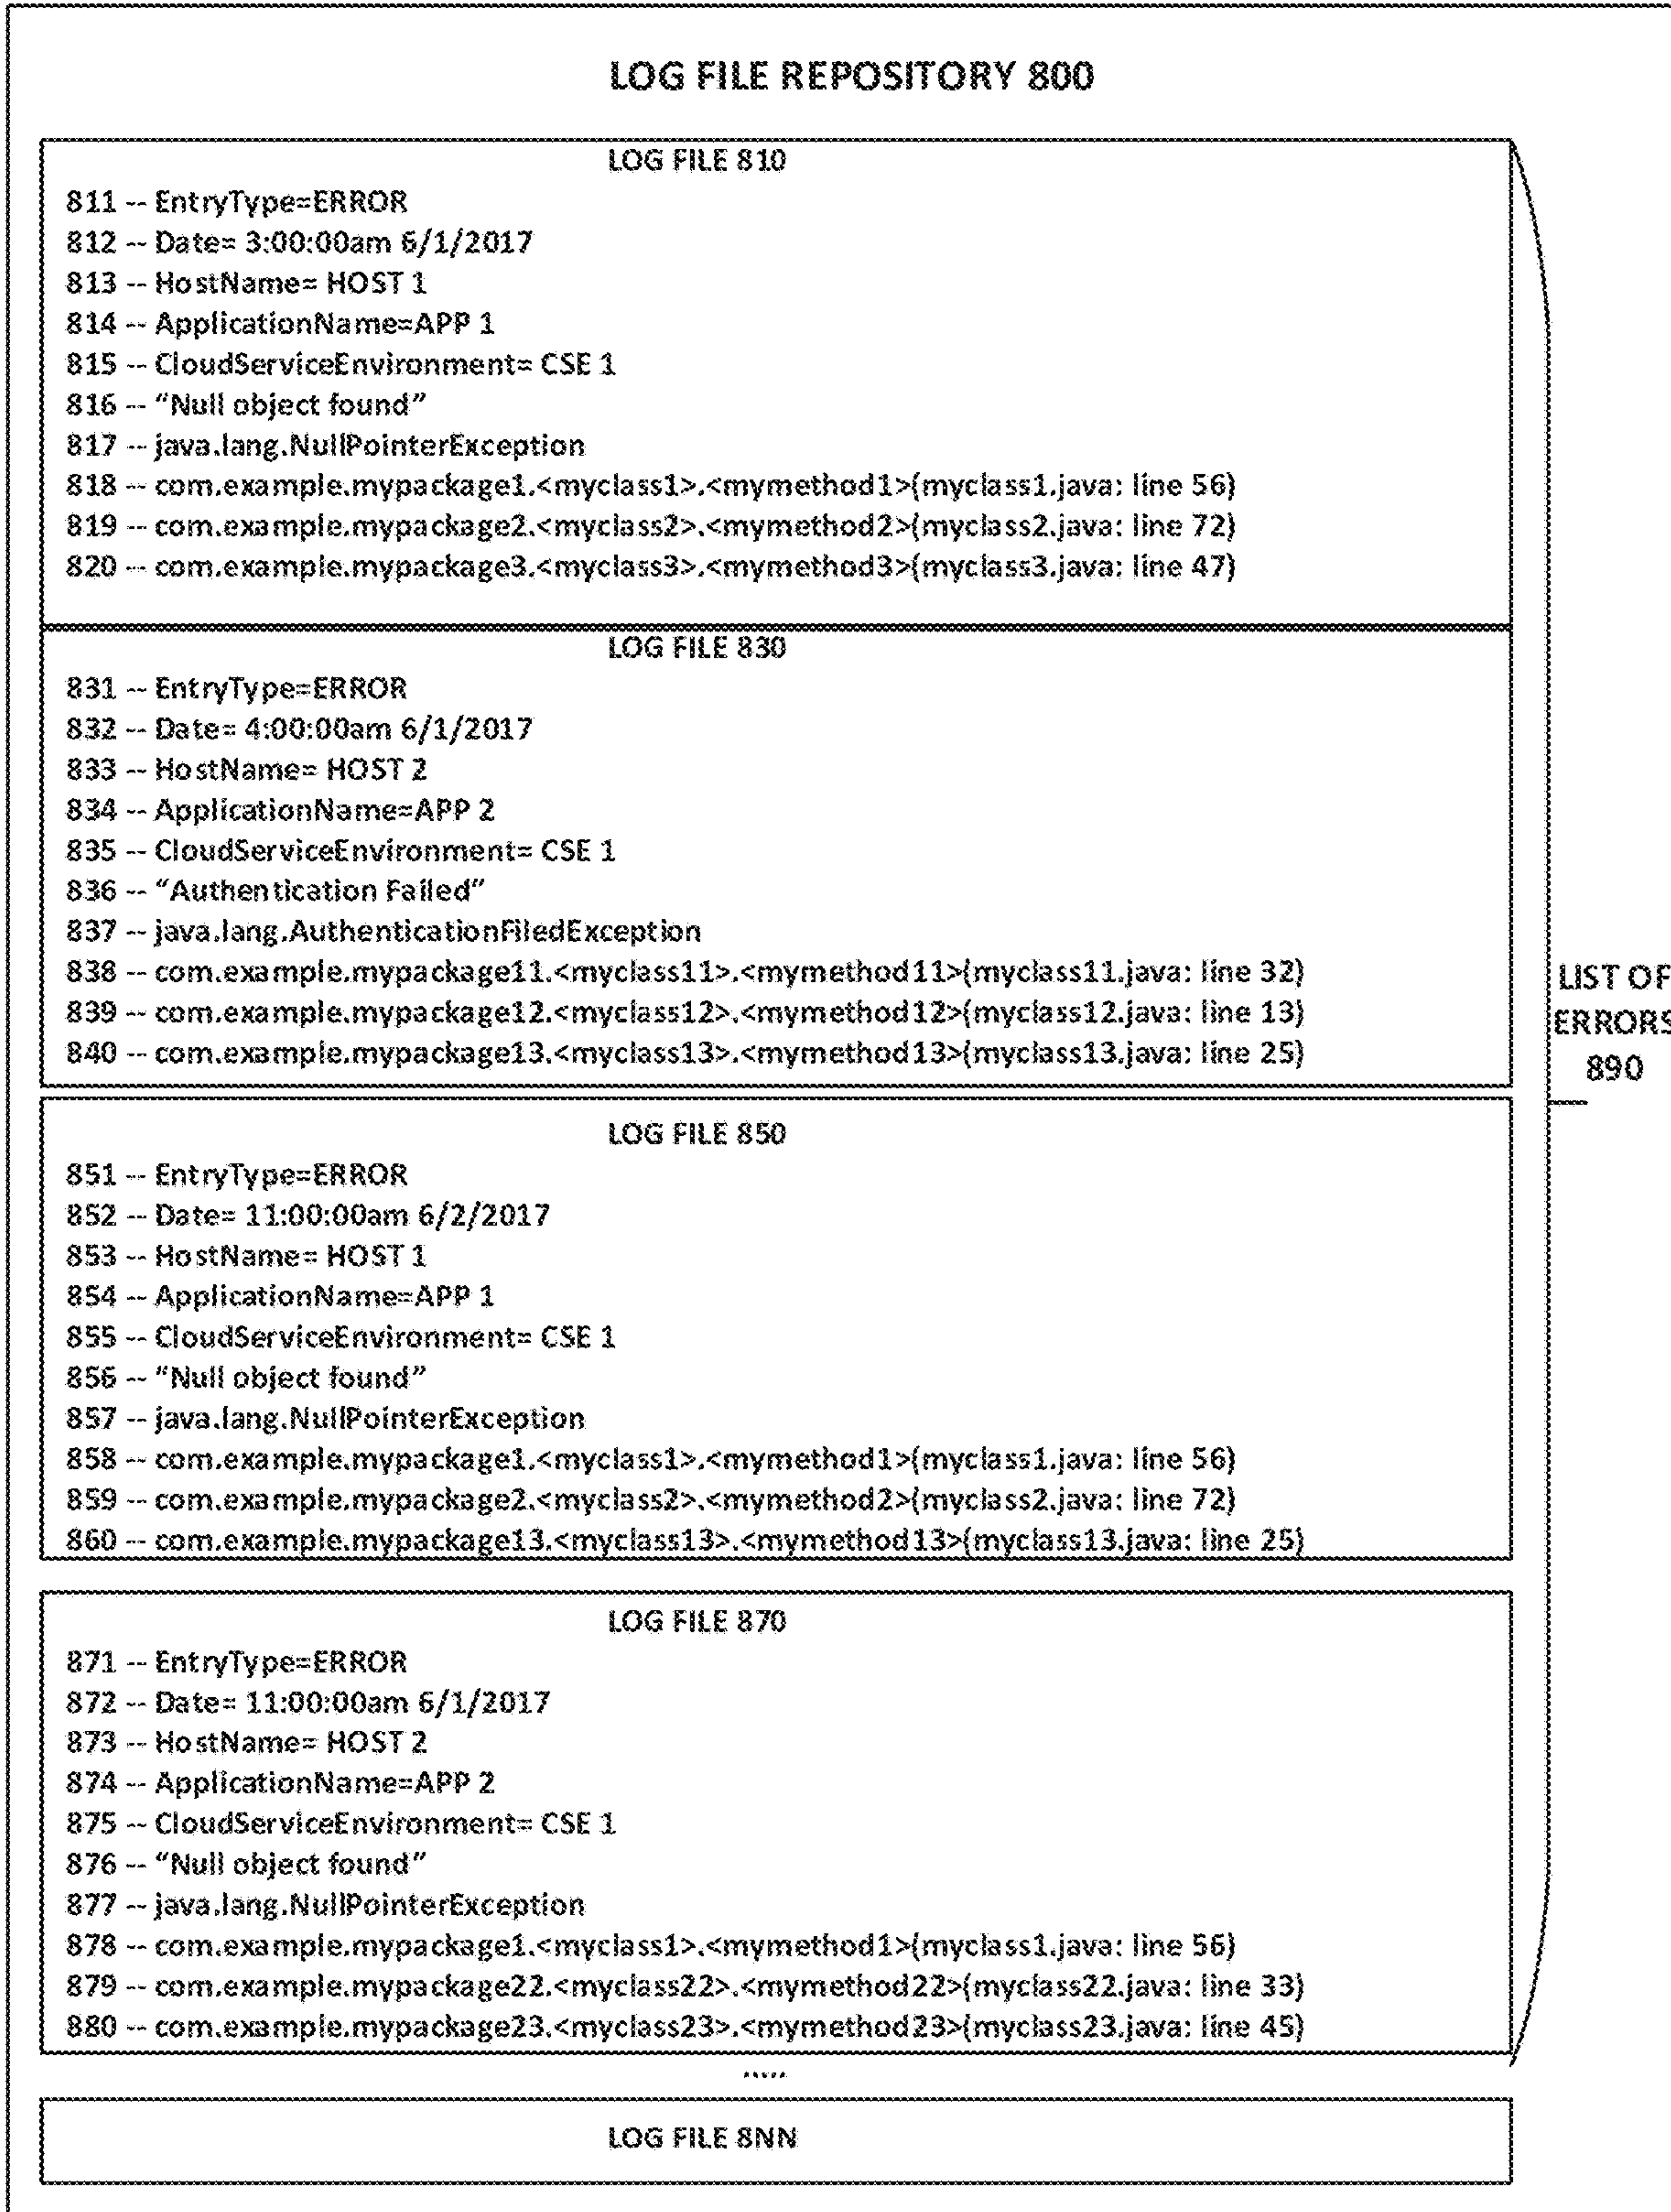 LOG FILE REPOSITORY 800
LOG FILE 810
811 -- EntryType=ERROR
812 -- Date= 3:00:00am 6/1/2017
813 -- HostName= HOST 1
814 -- ApplicationName=APP 1
815 -- CloudServiceEnvironment= CSE 1
816 -- “Null object found”
817 -- java.lang.NullPointerException
818 -- com.example.mypackage1.<myclass1>.<mymethod1>(myclass1.java: line 56)
819 -- com.example.mypackage2.<myclass2>.<mymethod2>(myclass2.java: line 72)
820 -- com.example.mypackage3.<myclass3>.<mymethod3>(myclass3.java: line 47)
LOG FILE 830
831 -- EntryType=ERROR
832 -- Date= 4:00:00am 6/1/2017
833 -- HostName= HOST 2
834 -- ApplicationName=APP 2
835 -- CloudServiceEnvironment= CSE 1
836 -- “Authentication Failed”
837 -- java.lang.AuthenticationFiledException
838 -- com.example.mypackage11.<myclass11>.<mymethod11>(myclass11.java: line 32)
839 -- com.example.mypackage12.<myclass12>.<mymethod12>(myclass12.java: line 13)
840 -- com.example.mypackage13.<myclass13>.<mymethod13>(myclass13.java: line 25)
LOG FILE 850
851 -- EntryType=ERROR
852 -- Date= 11:00:00am 6/2/2017
853 -- HostName= HOST 1
854 -- ApplicationName=APP 1
855 -- CloudServiceEnvironment= CSE 1
856 -- “Null object found”
857 -- java.lang.NullPointerException
858 -- com.example.mypackage1.<myclass1>.<mymethod1>(myclass1.java: line 56)
859 -- com.example.mypackage2.<myclass2>.<mymethod2>(myclass2.java: line 72)
860 -- com.example.mypackage13.<myclass13>.<mymethod13>(myclass13.java: line 25)
LOG FILE 870
871 -- EntryType=ERROR
872 -- Date= 11:00:00am 6/1/2017
873 -- HostName= HOST 2
874 -- ApplicationName=APP 2
875 -- CloudServiceEnvironment= CSE 1
876 -- “Null object found”
877 -- java.lang.NullPointerException
878 -- com.example.mypackage1.<myclass1>.<mymethod1>(myclass1.java: line 56)
879 -- com.example.mypackage22.<myclass22>.<mymethod22>(myclass22.java: line 33)
880 -- com.example.mypackage23.<myclass23>.<mymethod23>(myclass23.java: line 45)
.....
LOG FILE 8NN
LIST OF
ERRORS
890